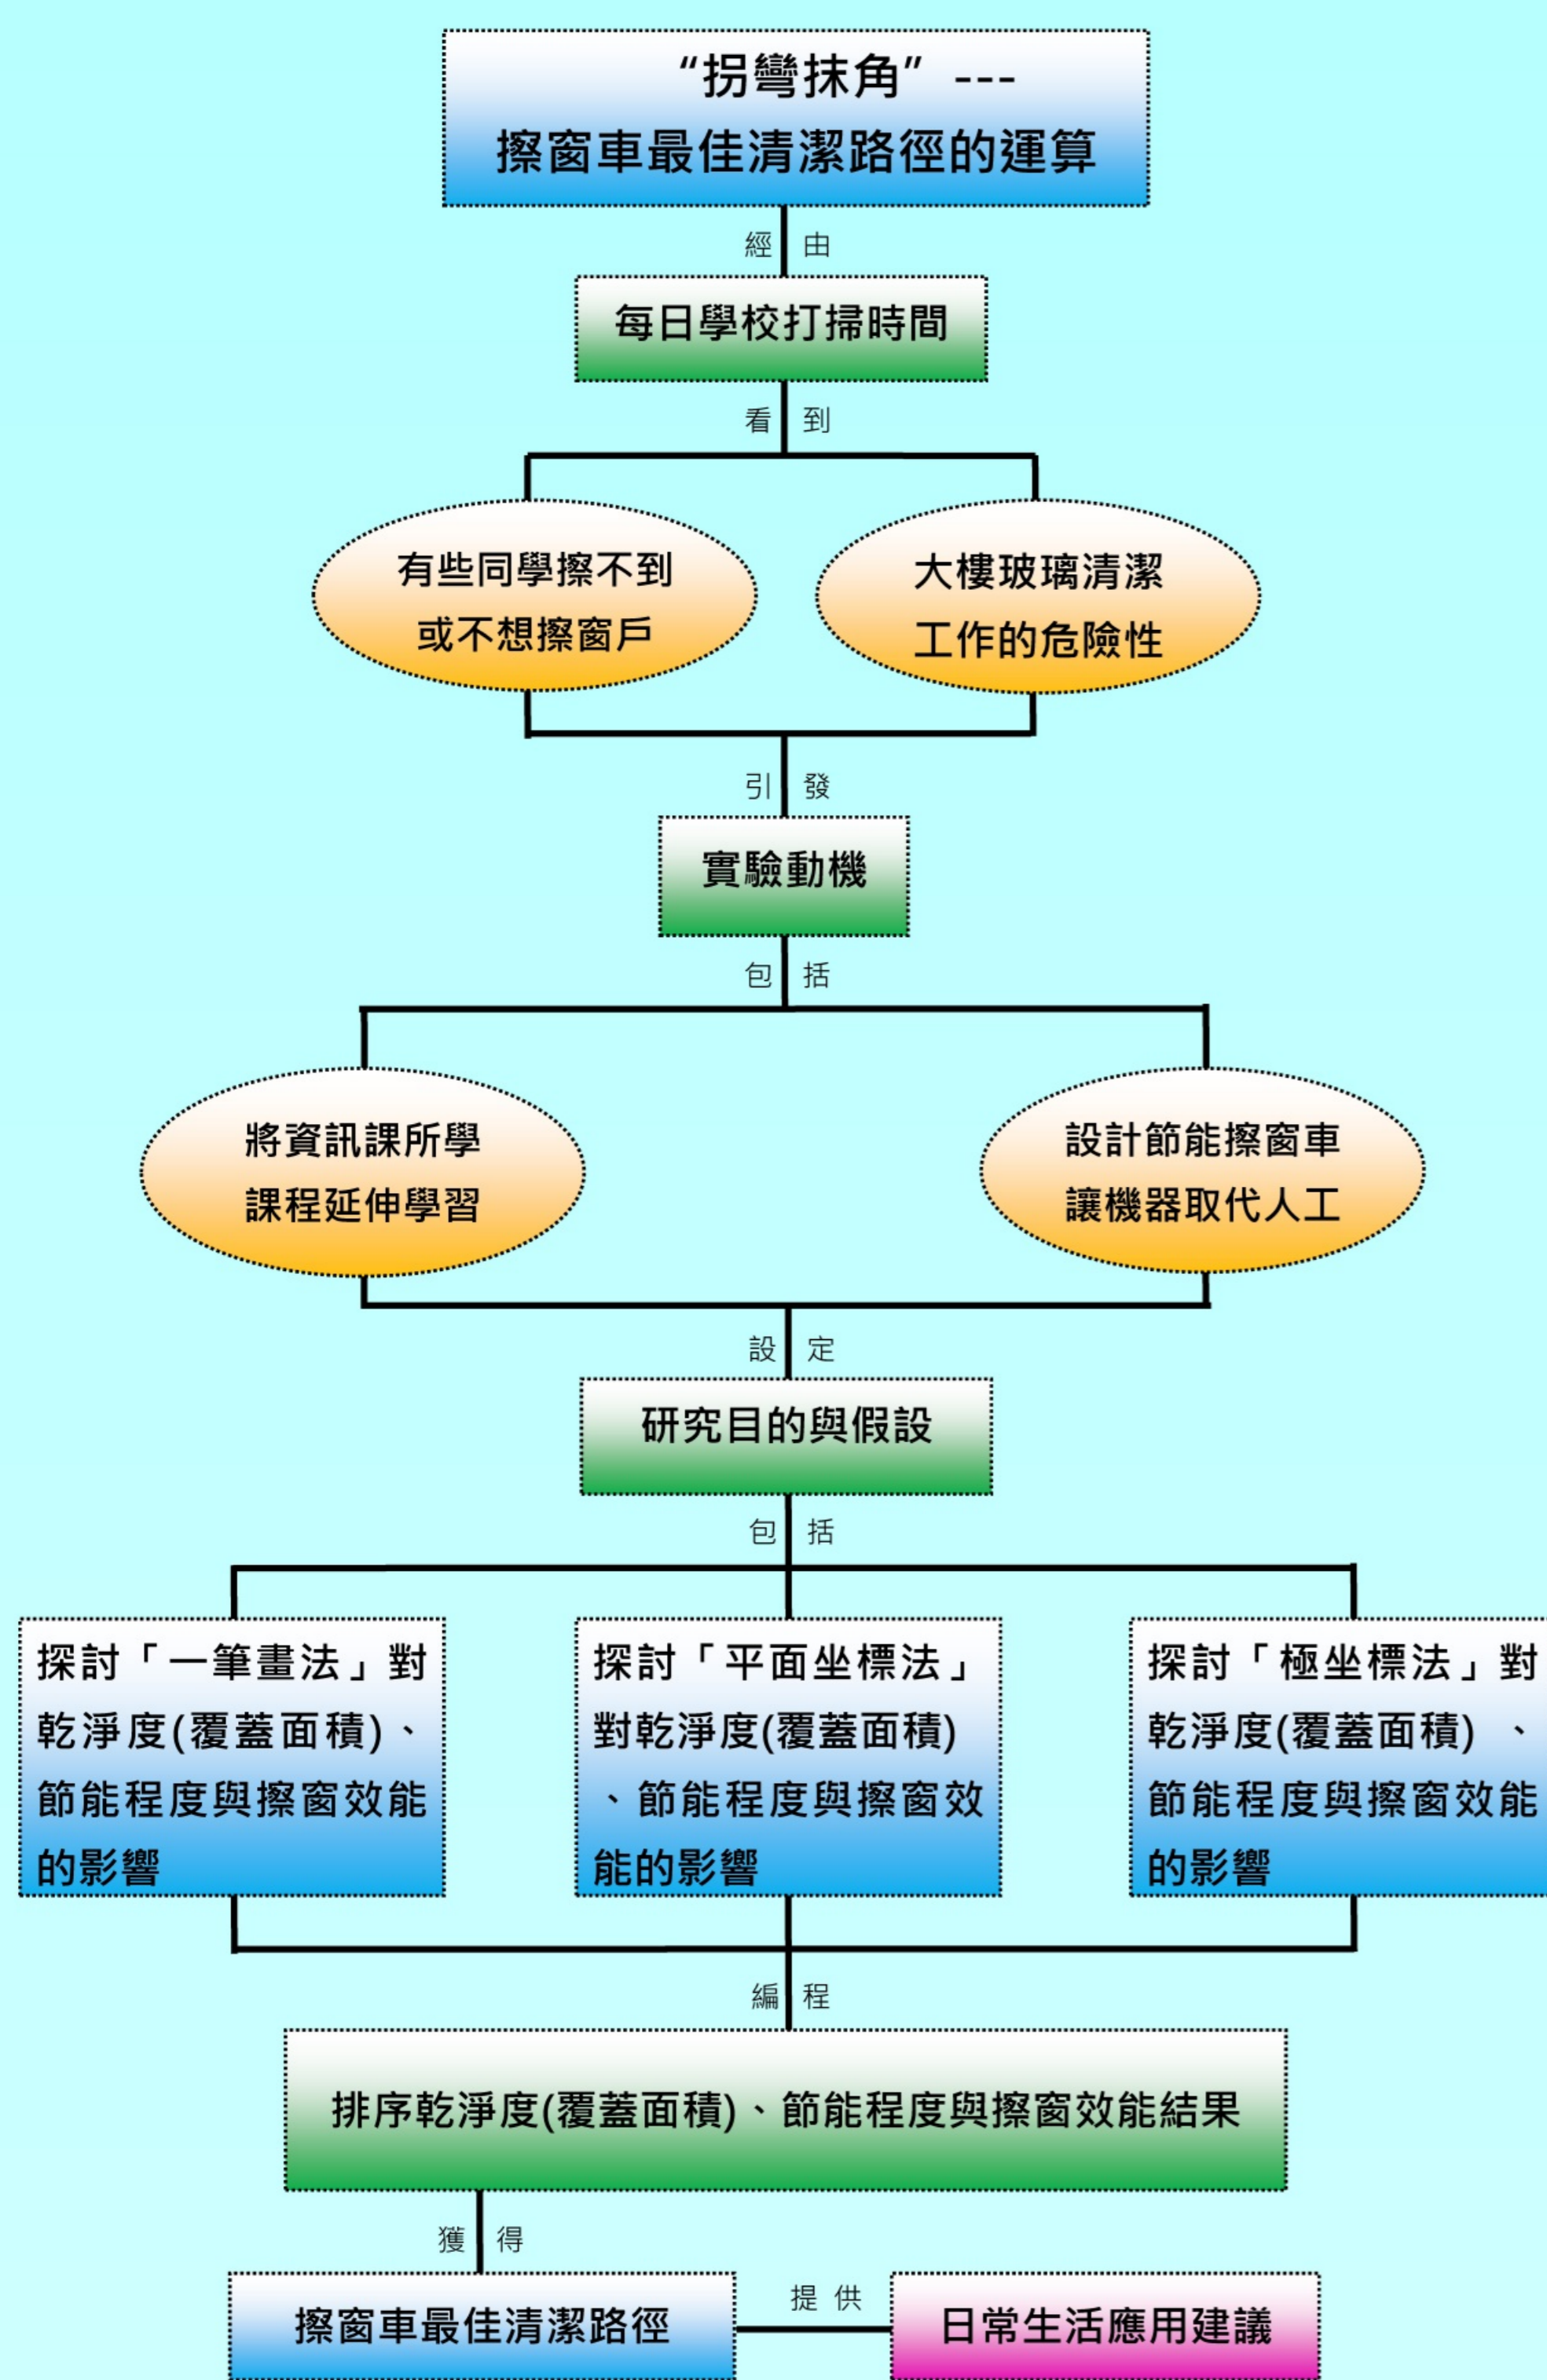 “拐彎抹角” ---
擦窗車最佳清潔路徑的運算
經由
每日學校打掃時間
看到
有些同學擦不到
或不想擦窗戶
大樓玻璃清潔
工作的危險性
引發
實驗動機
包括
將資訊課所學
課程延伸學習
設計節能擦窗車
讓機器取代人工
設定
研究目的與假設
包括
探討「一筆畫法」對
乾淨度(覆蓋面積)、
節能程度與擦窗效能
的影響
探討「平面坐標法」
對乾淨度(覆蓋面積)
、節能程度與擦窗效
能的影響
探討「極坐標法」對
乾淨度(覆蓋面積) 、
節能程度與擦窗效能
的影響
編程
排序乾淨度(覆蓋面積)、節能程度與擦窗效能結果
獲得
擦窗車最佳清潔路徑
提供
日常生活應用建議